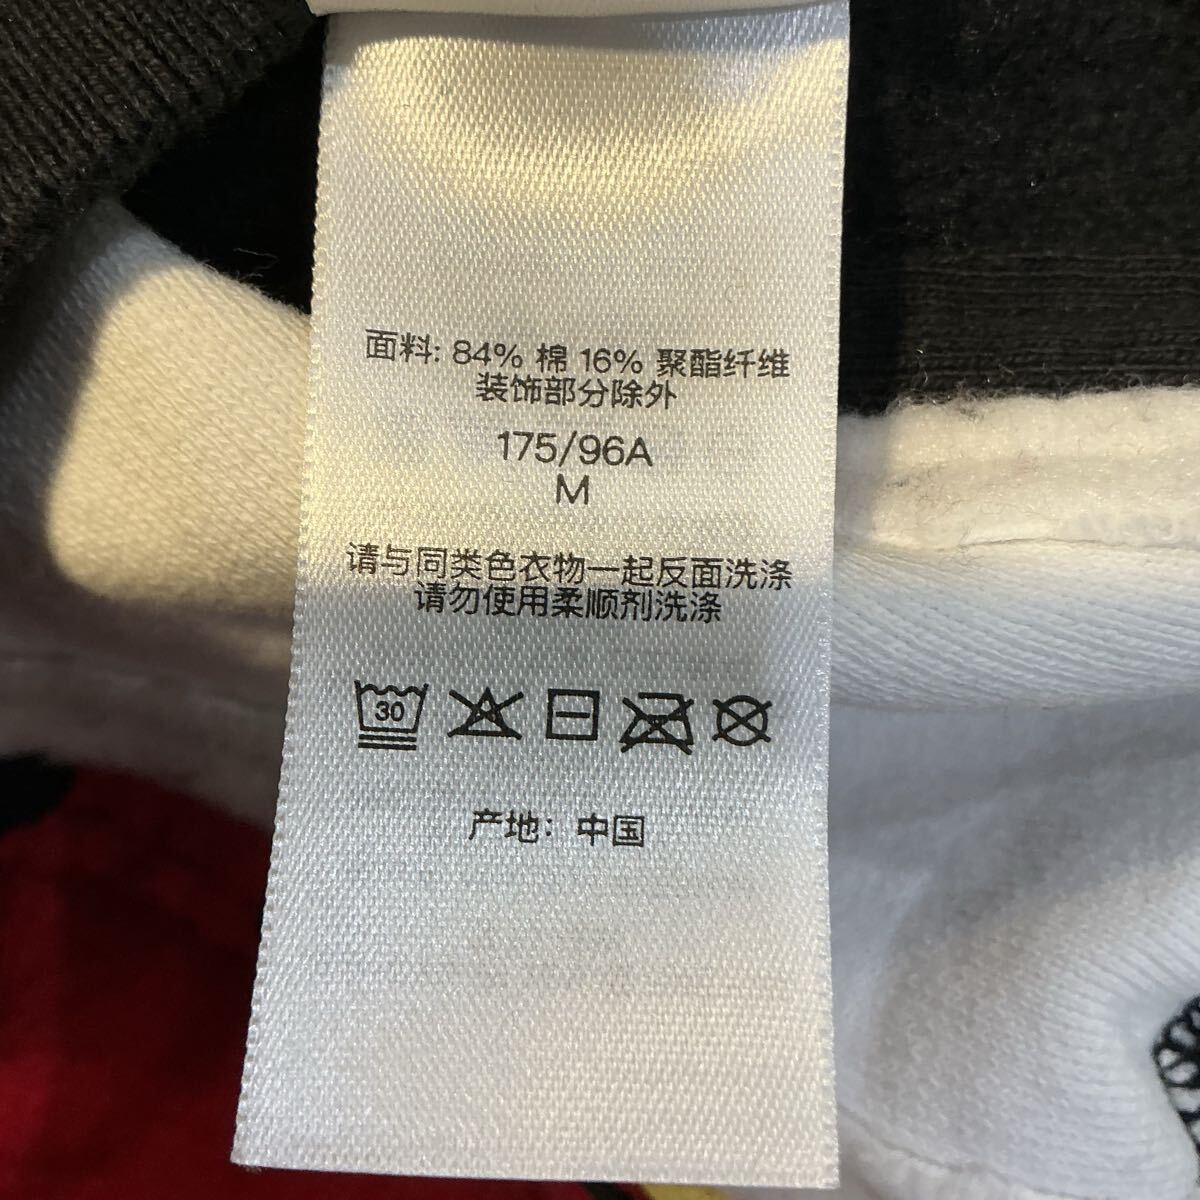 面料: 84% 棉 16% 聚酯纤维
装饰部分除外
175/96A
M
请与同类色衣物一起反面洗涤
请勿使用柔顺剂洗涤
30
产地: 中国